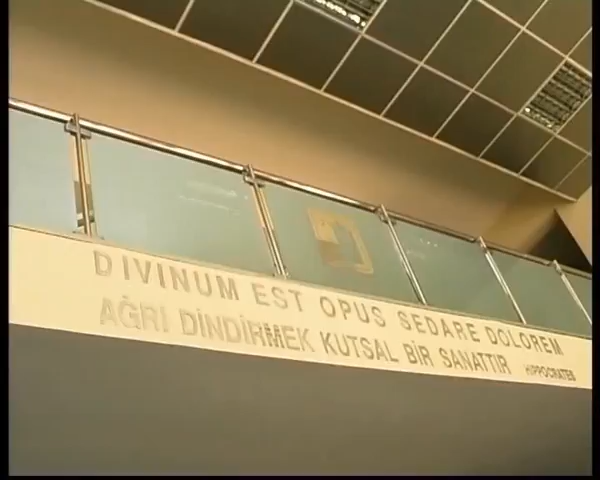 DIVINUM EST OPUS SEDARE DOLOREM
AĞRI DİNDİRMEK KUTSAL BİR SANATTIR HIPPOCRATES